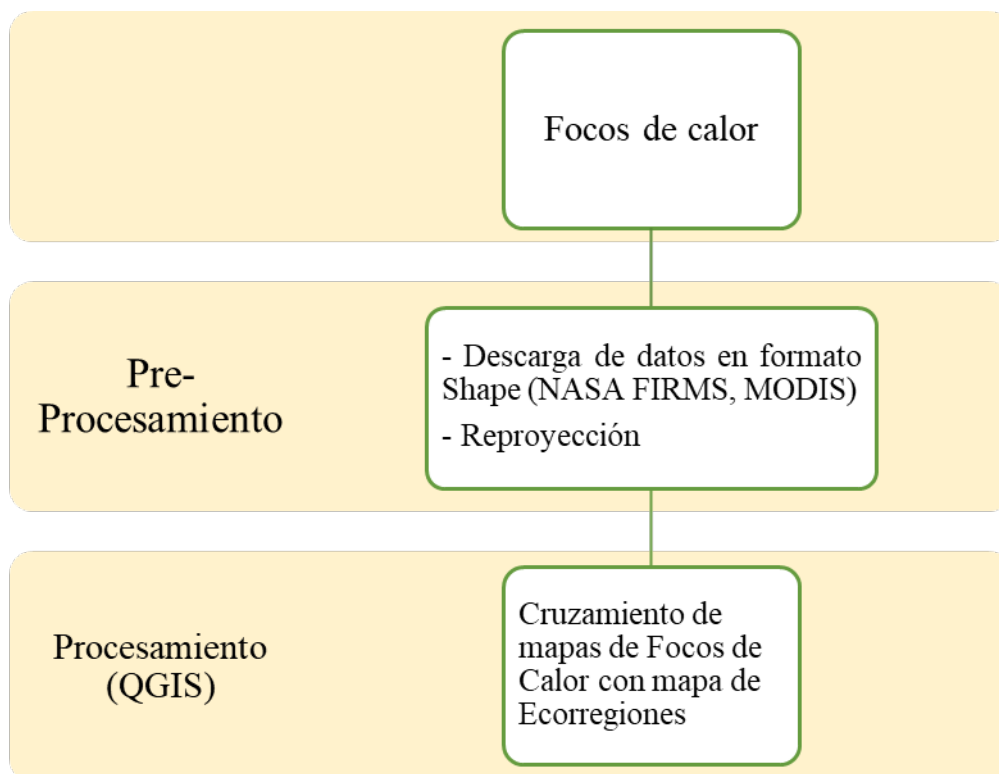 Focos de calor
Pre-
Procesamiento
- Descarga de datos en formato
Shape (NASA FIRMS, MODIS)
- Reproyección
Procesamiento
(QGIS)
Cruzamiento de
mapas de Focos de
Calor con mapa de
Ecorregiones